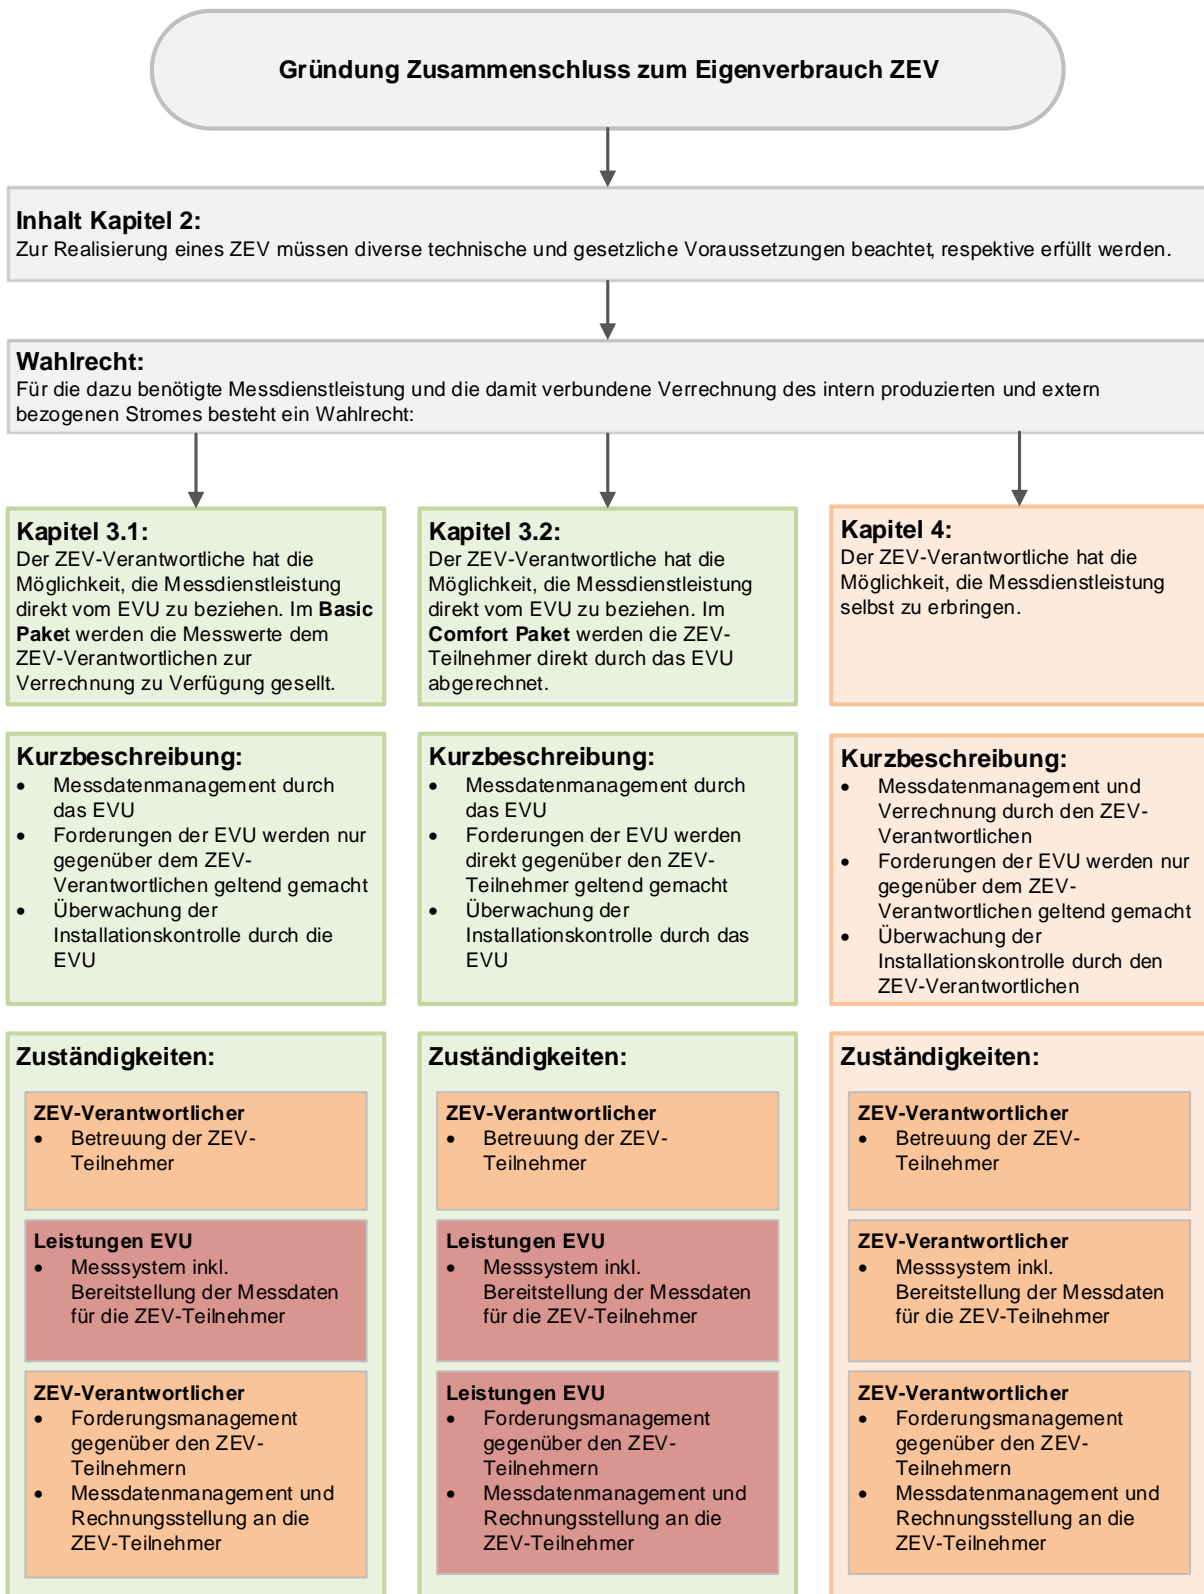 Gründung Zusammenschluss zum Eigenverbrauch ZEV
Inhalt Kapitel 2:
Zur Realisierung eines ZEV müssen diverse technische und gesetzliche Voraussetzungen beachtet, respektive erfüllt werden.
Wahlrecht:
Für die dazu benötigte Messdienstleistung und die damit verbundene Verrechnung des intern produzierten und extern
bezogenen Stromes besteht ein Wahlrecht:
Kapitel 3.1:
Der ZEV-Verantwortliche hat die
Möglichkeit, die Messdienstleistung
direkt vom EVU zu beziehen. Im Basic
Paket werden die Messwerte dem
ZEV-Verantwortlichen zur
Verrechnung zu Verfügung gesellt.
Kapitel 3.2:
Der ZEV-Verantwortliche hat die
Möglichkeit, die Messdienstleistung
direkt vom EVU zu beziehen. Im
Comfort Paket werden die ZEV-
Teilnehmer direkt durch das EVU
abgerechnet.
Kapitel 4:
Der ZEV-Verantwortliche hat die
Möglichkeit, die Messdienstleistung
selbst zu erbringen.
Kurzbeschreibung:
• Messdatenmanagement durch
das EVU
• Forderungen der EVU werden nur
gegenüber dem ZEV-
Verantwortlichen geltend gemacht
• Überwachung der
Installationskontrolle durch die
EVU
Kurzbeschreibung:
• Messdatenmanagement durch
das EVU
• Forderungen der EVU werden
direkt gegenüber den ZEV-
Teilnehmer geltend gemacht
• Überwachung der
Installationskontrolle durch das
EVU
Kurzbeschreibung:
• Messdatenmanagement und
Verrechnung durch den ZEV-
Verantwortlichen
• Forderungen der EVU werden nur
gegenüber dem ZEV-
Verantwortlichen geltend gemacht
• Überwachung der
Installationskontrolle durch den
ZEV-Verantwortlichen
Zuständigkeiten:
ZEV-Verantwortlicher
• Betreuung der ZEV-
Teilnehmer
Leistungen EVU
• Messsystem inkl.
Bereitstellung der Messdaten
für die ZEV-Teilnehmer
ZEV-Verantwortlicher
• Forderungsmanagement
gegenüber den ZEV-
Teilnehmern
• Messdatenmanagement und
Rechnungsstellung an die
ZEV-Teilnehmer
Zuständigkeiten:
ZEV-Verantwortlicher
• Betreuung der ZEV-
Teilnehmer
Leistungen EVU
• Messsystem inkl.
Bereitstellung der Messdaten
für die ZEV-Teilnehmer
Leistungen EVU
• Forderungsmanagement
gegenüber den ZEV-
Teilnehmern
• Messdatenmanagement und
Rechnungsstellung an die
ZEV-Teilnehmer
Zuständigkeiten:
ZEV-Verantwortlicher
• Betreuung der ZEV-
Teilnehmer
ZEV-Verantwortlicher
• Messsystem inkl.
Bereitstellung der Messdaten
für die ZEV-Teilnehmer
ZEV-Verantwortlicher
• Forderungsmanagement
gegenüber den ZEV-
Teilnehmern
• Messdatenmanagement und
Rechnungsstellung an die
ZEV-Teilnehmer